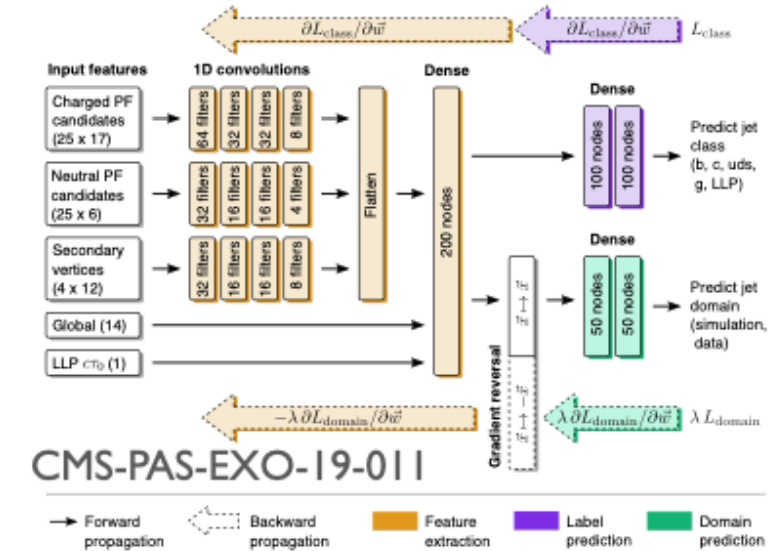 ∂L_class/∂w⃗
∂L_class/∂w⃗
L_class
Input features
1D convolutions
Dense
Charged PF
candidates
(25 x 17)
64 filters
32 filters
32 filters
8 filters
Neutral PF
candidates
(25 x 6)
32 filters
16 filters
16 filters
4 filters
Secondary
vertices
(4 x 12)
32 filters
16 filters
16 filters
8 filters
Global (14)
LLP cτ₀ (1)
Flatten
200 nodes
Dense
100 nodes
100 nodes
Predict jet
class
(b, c, uds,
g, LLP)
Dense
50 nodes
50 nodes
Predict jet
domain
(simulation,
data)
Gradient reversal
−λ ∂L_domain/∂w⃗
λ ∂L_domain/∂w⃗
λ L_domain
CMS-PAS-EXO-19-011
Forward
propagation
Backward
propagation
Feature
extraction
Label
prediction
Domain
prediction